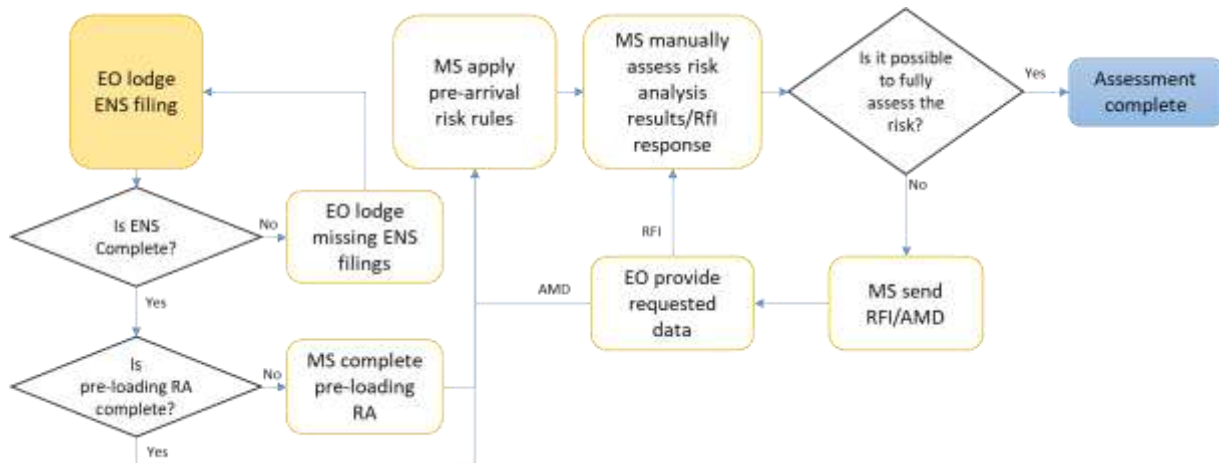 EO lodge
ENS filing
MS apply
pre-arrival
risk rules
MS manually
assess risk
analysis
results/RfI
response
Is it possible
to fully
assess the
risk?
Yes
Assessment
complete
No
Is ENS
Complete?
No
EO lodge
missing ENS
filings
RFI
Yes
AMD
EO provide
requested
data
MS send
RFI/AMD
Is
pre-loading RA
complete?
No
MS complete
pre-loading
RA
Yes